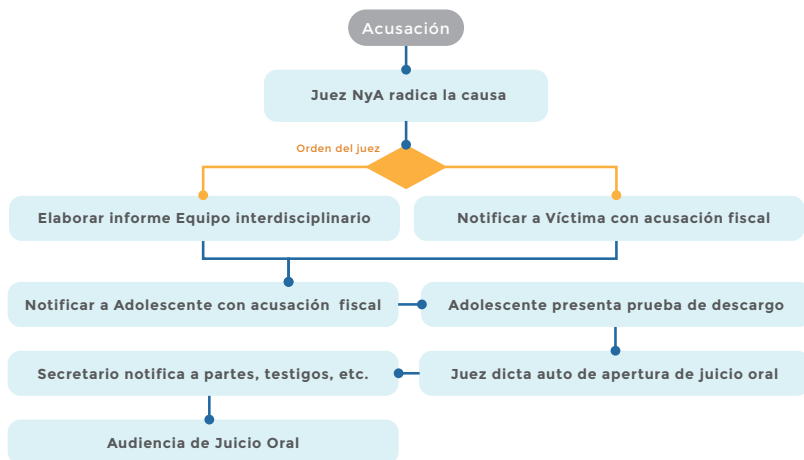 Acusación
Juez NyA radica la causa
Orden del juez
Elaborar informe Equipo interdisciplinario
Notificar a Víctima con acusación fiscal
Notificar a Adolescente con acusación fiscal
Adolescente presenta prueba de descargo
Secretario notifica a partes, testigos, etc.
Juez dicta auto de apertura de juicio oral
Audiencia de Juicio Oral